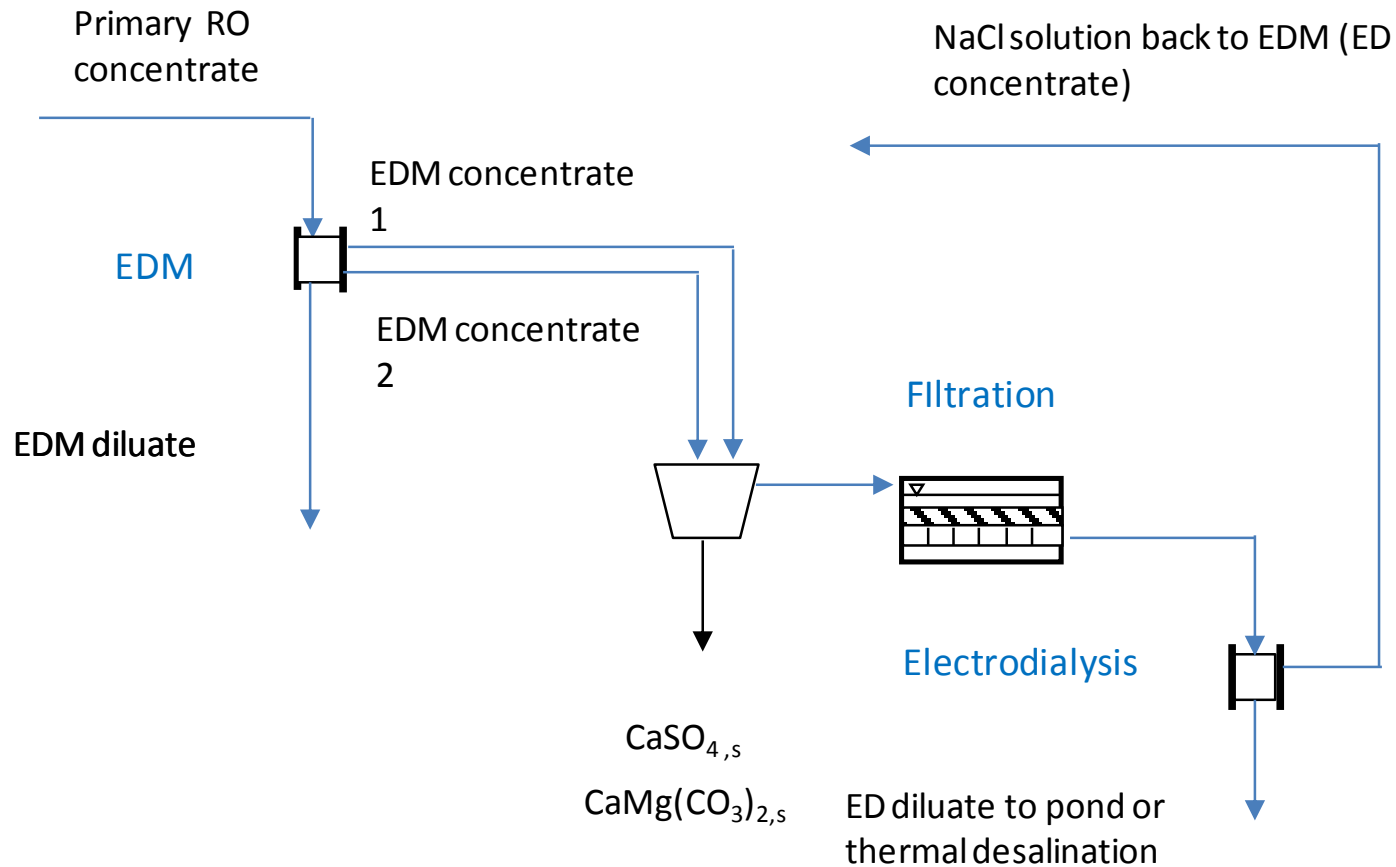 Primary RO
concentrate
NaCl solution back to EDM (ED
concentrate)
EDM concentrate
1
EDM
EDM concentrate
2
FIltration
EDM diluate
Electrodialysis
CaSO4,s
CaMg(CO3)2,s
ED diluate to pond or
thermal desalination